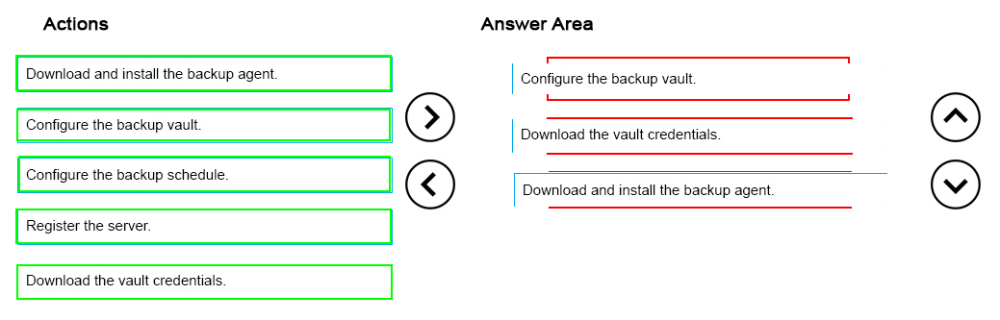 Actions
Download and install the backup agent.
Configure the backup vault.
Configure the backup schedule.
Register the server.
Download the vault credentials.
Answer Area
Configure the backup vault.
Download the vault credentials.
Download and install the backup agent.